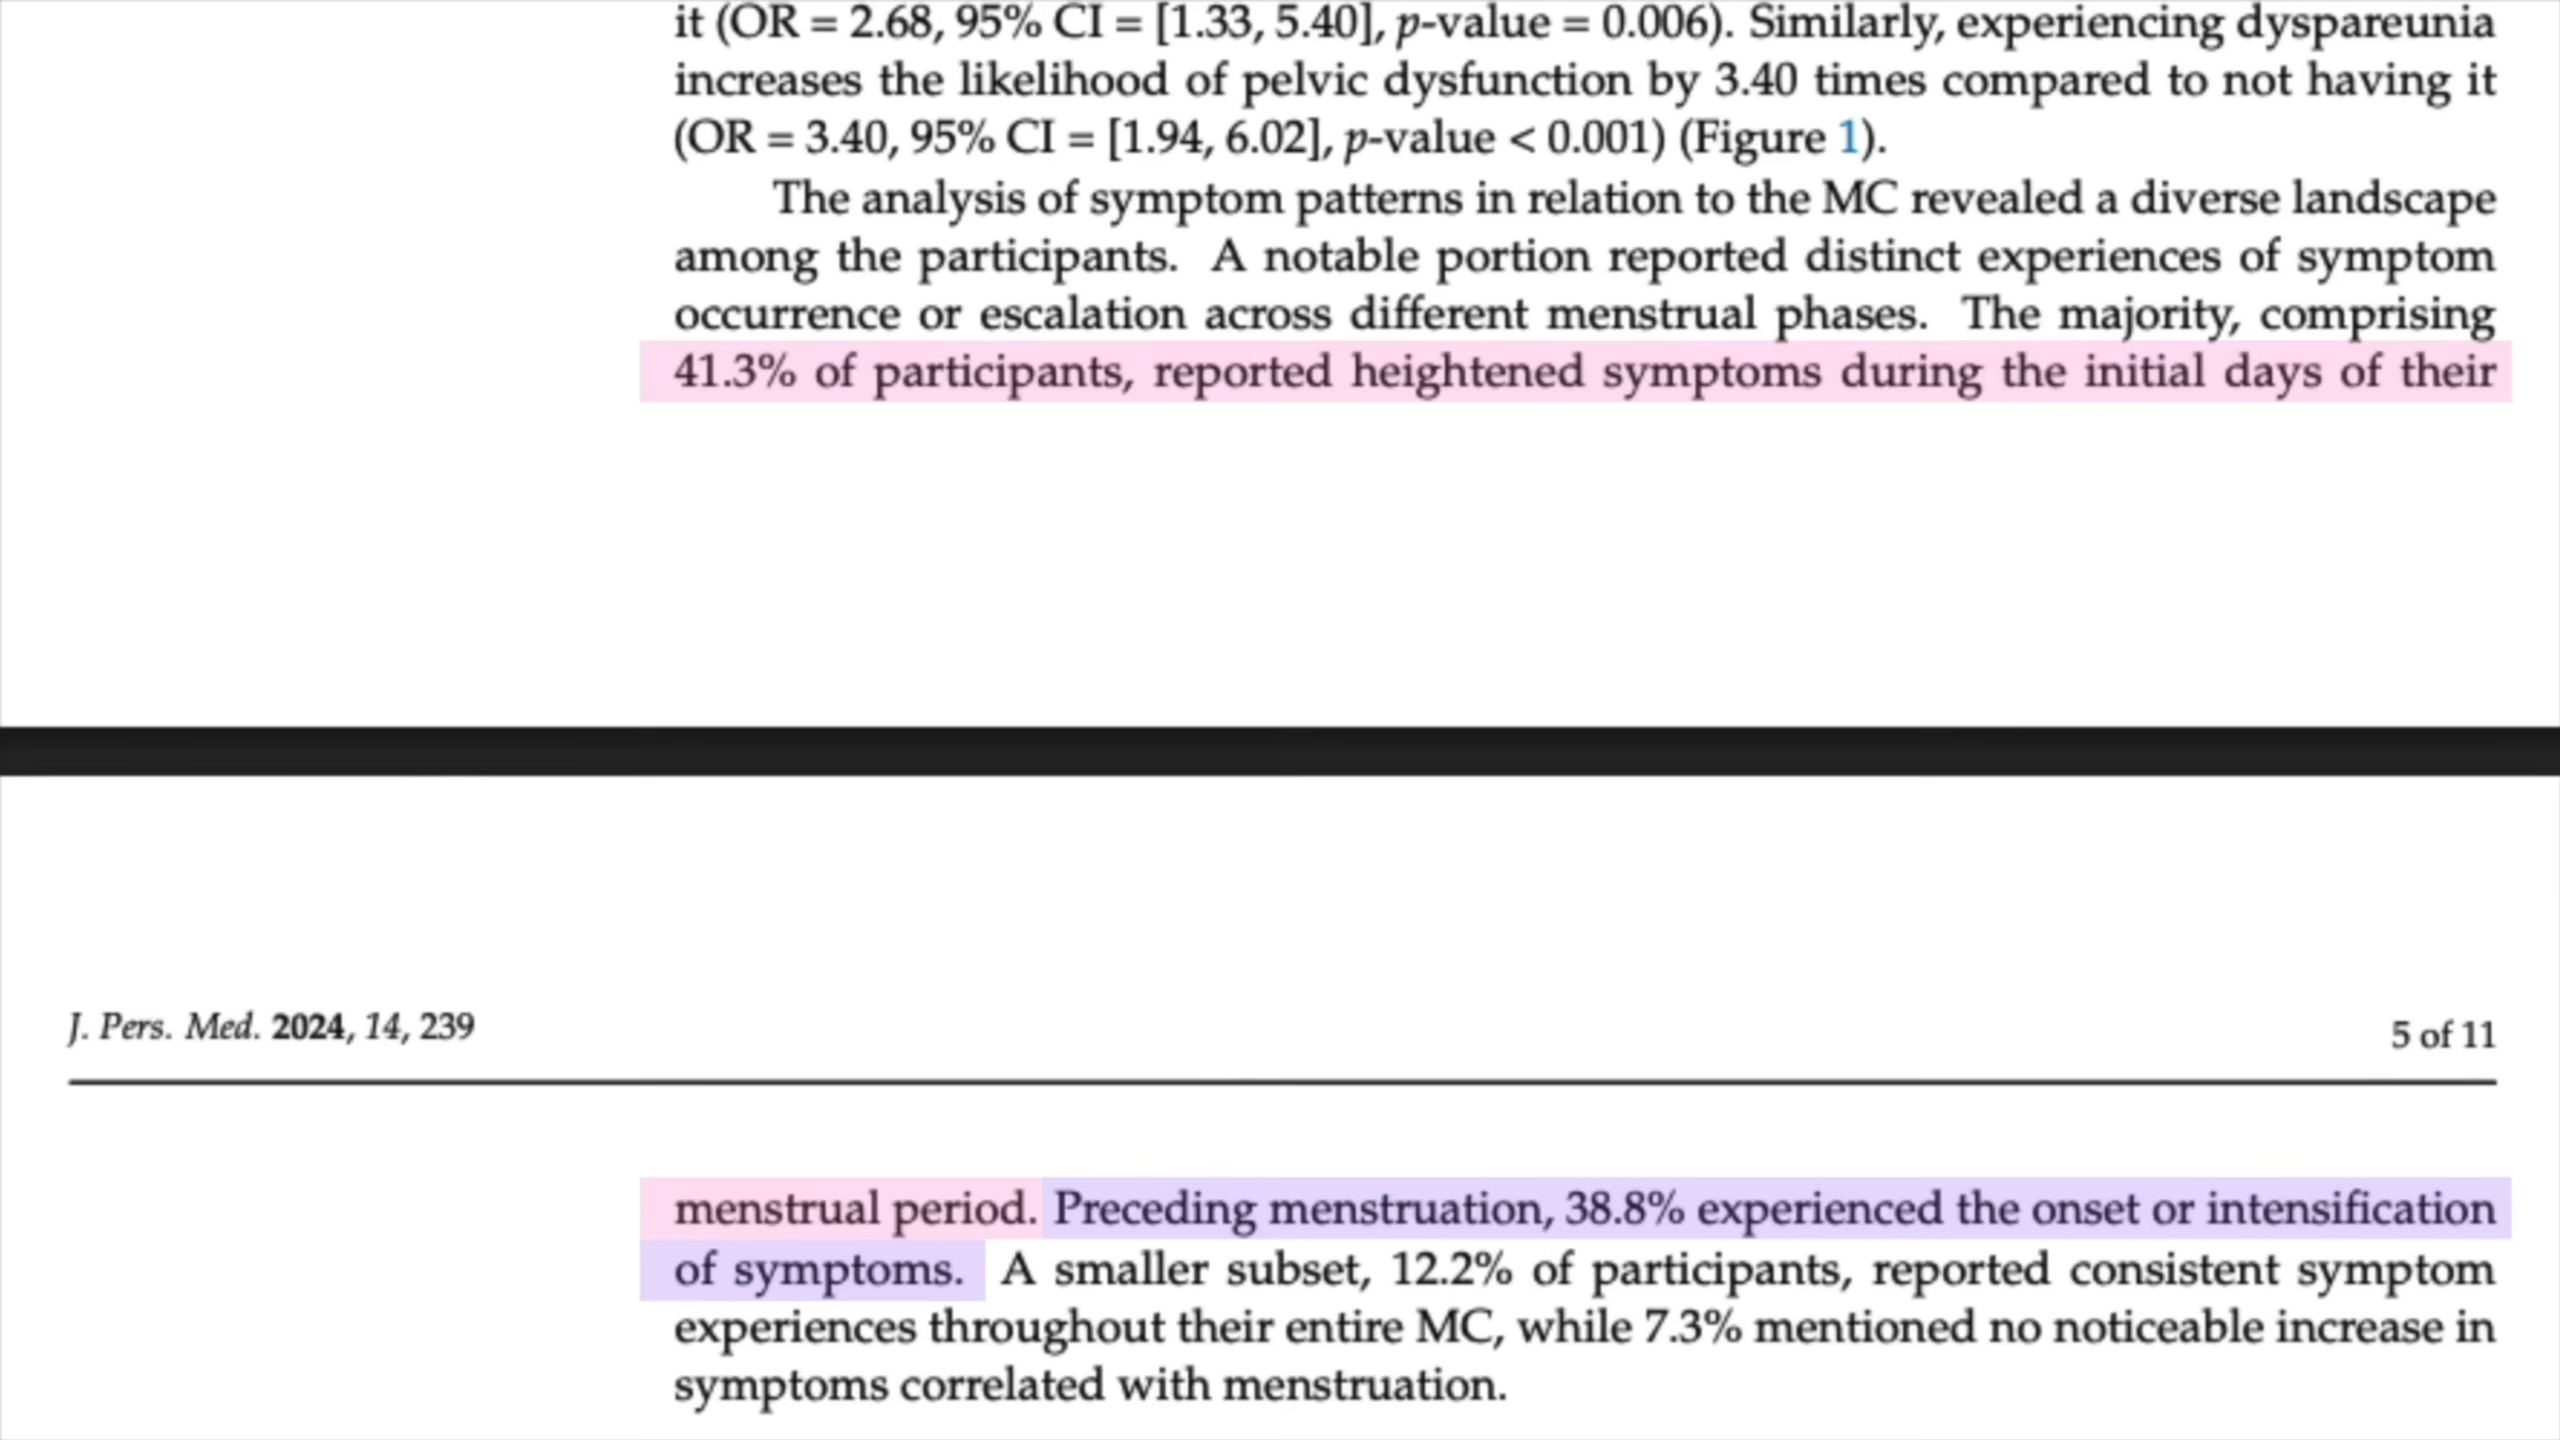 it (OR = 2.68, 95% CI = [1.33, 5.40], p-value = 0.006). Similarly, experiencing dyspareunia
increases the likelihood of pelvic dysfunction by 3.40 times compared to not having it
(OR = 3.40, 95% CI = [1.94, 6.02], p-value < 0.001) (Figure 1).
The analysis of symptom patterns in relation to the MC revealed a diverse landscape
among the participants. A notable portion reported distinct experiences of symptom
occurrence or escalation across different menstrual phases. The majority, comprising
41.3% of participants, reported heightened symptoms during the initial days of their
J. Pers. Med. 2024, 14, 239 5 of 11
menstrual period. Preceding menstruation, 38.8% experienced the onset or intensification
of symptoms. A smaller subset, 12.2% of participants, reported consistent symptom
experiences throughout their entire MC, while 7.3% mentioned no noticeable increase in
symptoms correlated with menstruation.